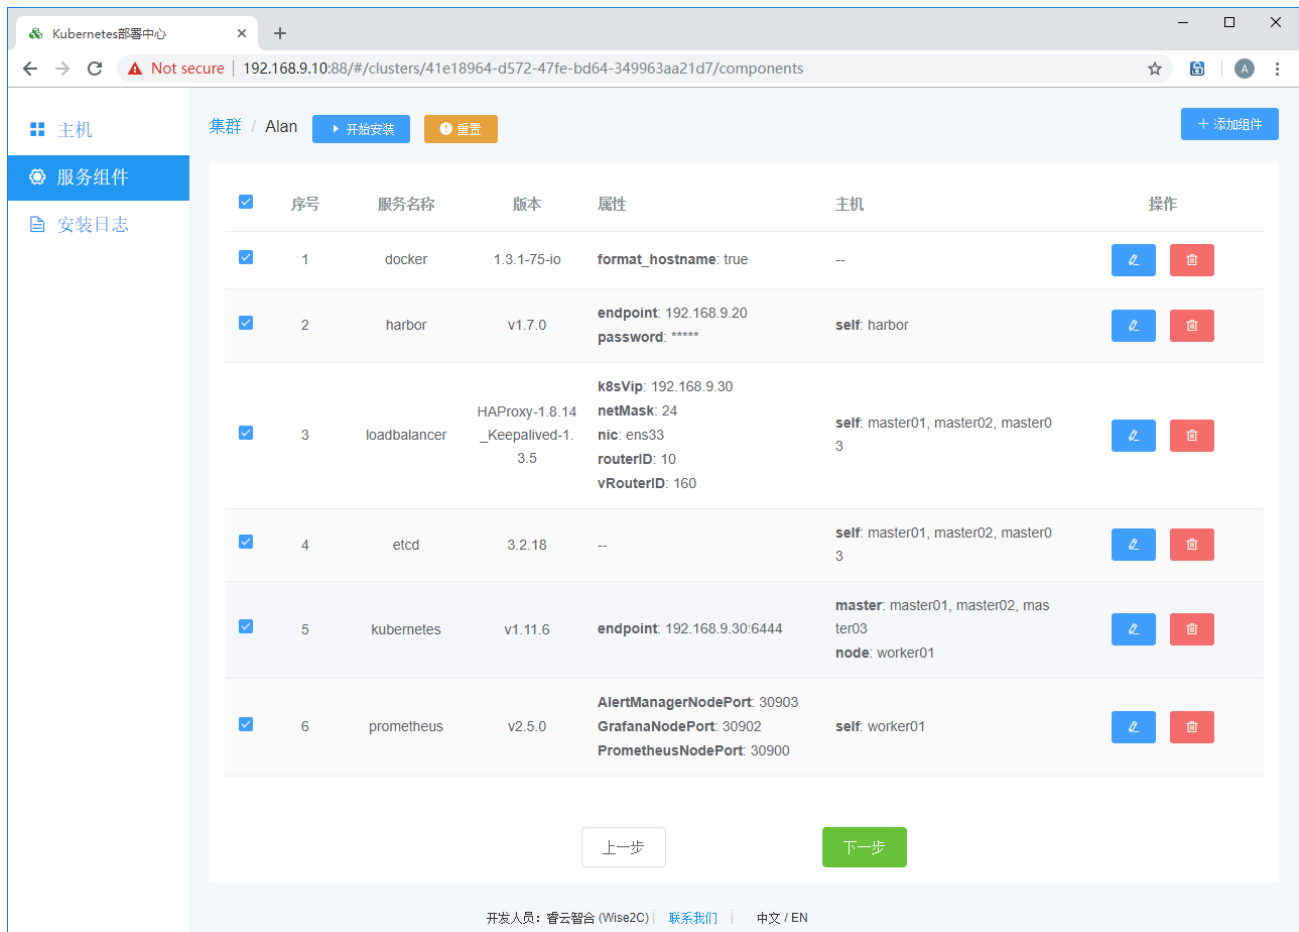 Kubernetes部署中心
Not secure | 192.168.9.10:88/#/clusters/41e18964-d572-47fe-bd64-349963aa21d7/components
A
主机
服务组件
安装日志
集群 / Alan 开始安装 重置 添加组件
序号 服务名称 版本 属性 主机 操作
1 docker 1.3.1-75-io format_hostname: true --
2 harbor v1.7.0 endpoint: 192.168.9.20
password: *****
self: harbor
3 loadbalancer HAProxy-1.8.14
_Keepalived-1.
3.5
k8sVip: 192.168.9.30
netMask: 24
nic: ens33
routerID: 10
vRouterID: 160
self: master01, master02, master0
3
4 etcd 3.2.18 -- self: master01, master02, master0
3
5 kubernetes v1.11.6 endpoint: 192.168.9.30:6444 master: master01, master02, mas
ter03
node: worker01
6 prometheus v2.5.0 AlertManagerNodePort: 30903
GrafanaNodePort: 30902
PrometheusNodePort: 30900
self: worker01
上一步 下一步
开发人员：睿云智合 (Wise2C) | 联系我们 | 中文 / EN